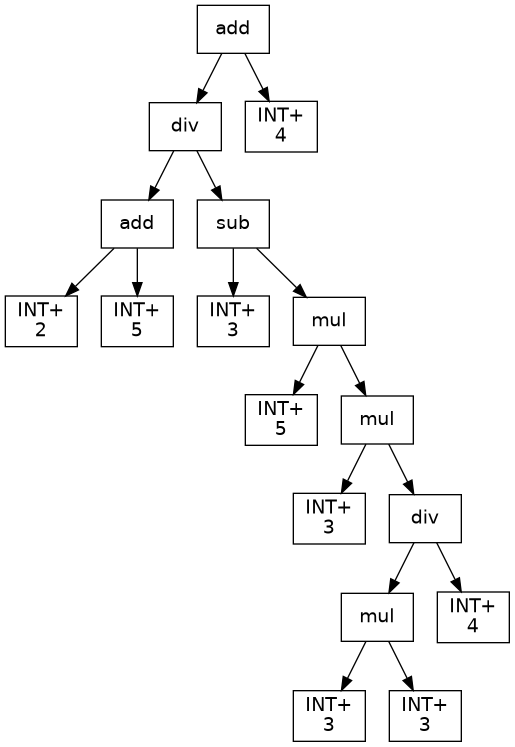 add
div
INT+
4
add
sub
INT+
2
INT+
5
INT+
3
mul
INT+
5
mul
INT+
3
div
mul
INT+
4
INT+
3
INT+
3